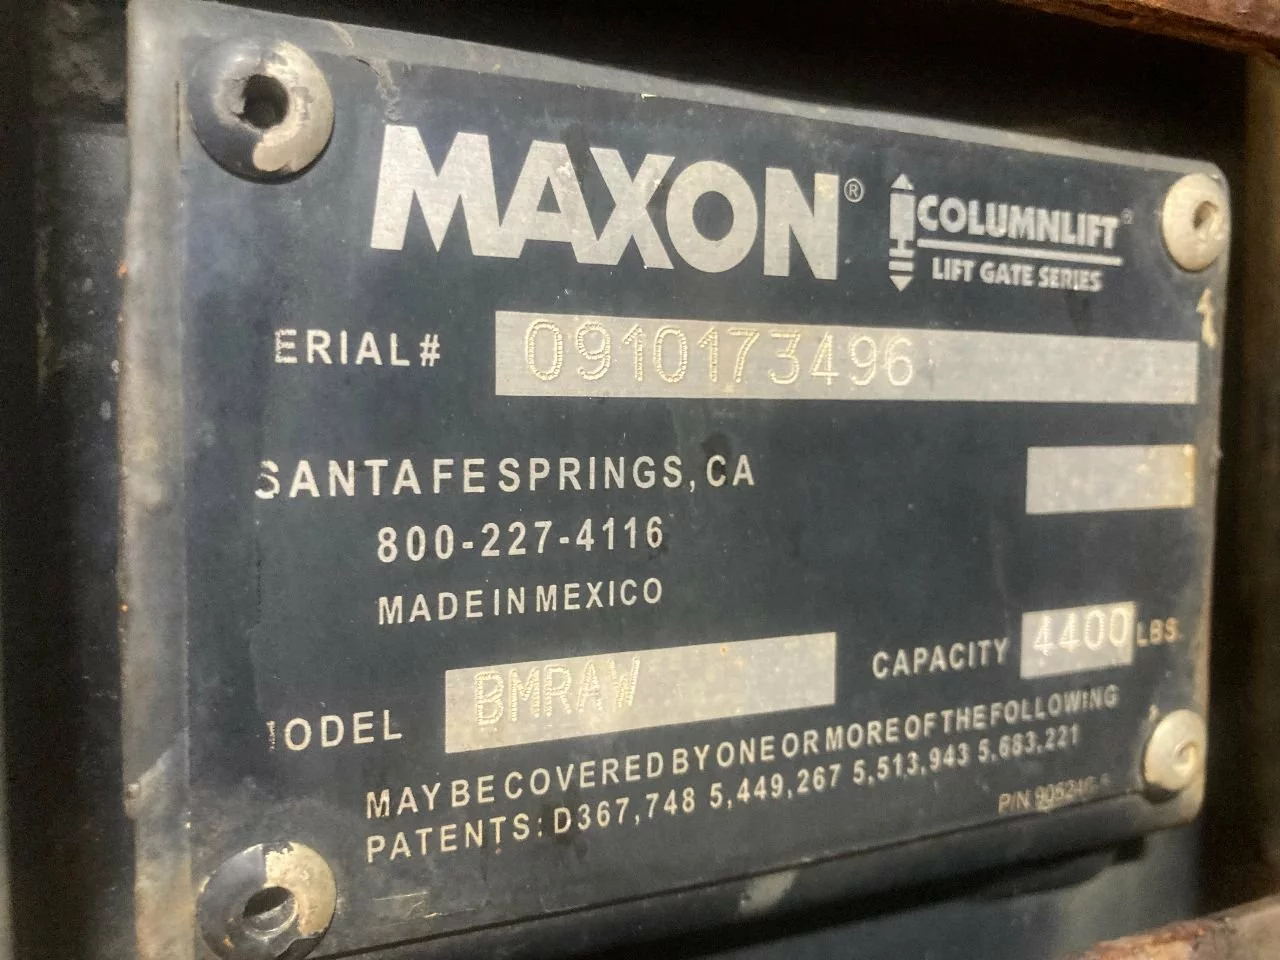 MAXON®
COLUMNLIFT®
LIFT GATE SERIES
ERIAL# 0910173496
SANTA FE SPRINGS, CA
800-227-4116
MADE IN MEXICO
MODEL BMRAW
CAPACITY 4400 LBS.
MAY BE COVERED BY ONE OR MORE OF THE FOLLOWING
PATENTS: D367,748 5,449,267 5,513,943 5,683,221
P/N